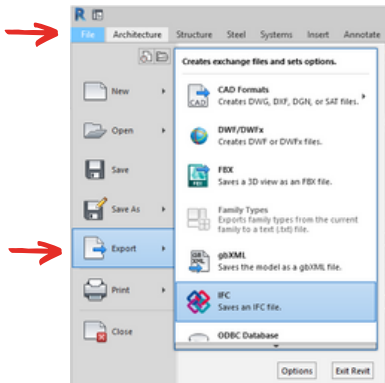 R
File Architecture Structure Steel Systems Insert Annotate
Creates exchange files and sets options.
New
Open
Save
Save As
Export
Print
Close
CAD
CAD Formats
Creates DWG, DXF, DGN, or SAT files.
DWF/DWFx
Creates DWF or DWFx files.
FBX
Saves a 3D view as an FBX file.
Family Types
Exports family types from the current
family to a text (.txt) file.
gbXML
Saves the model as a gbXML file.
IFC
Saves an IFC file.
ODBC Database
Options Exit Revit